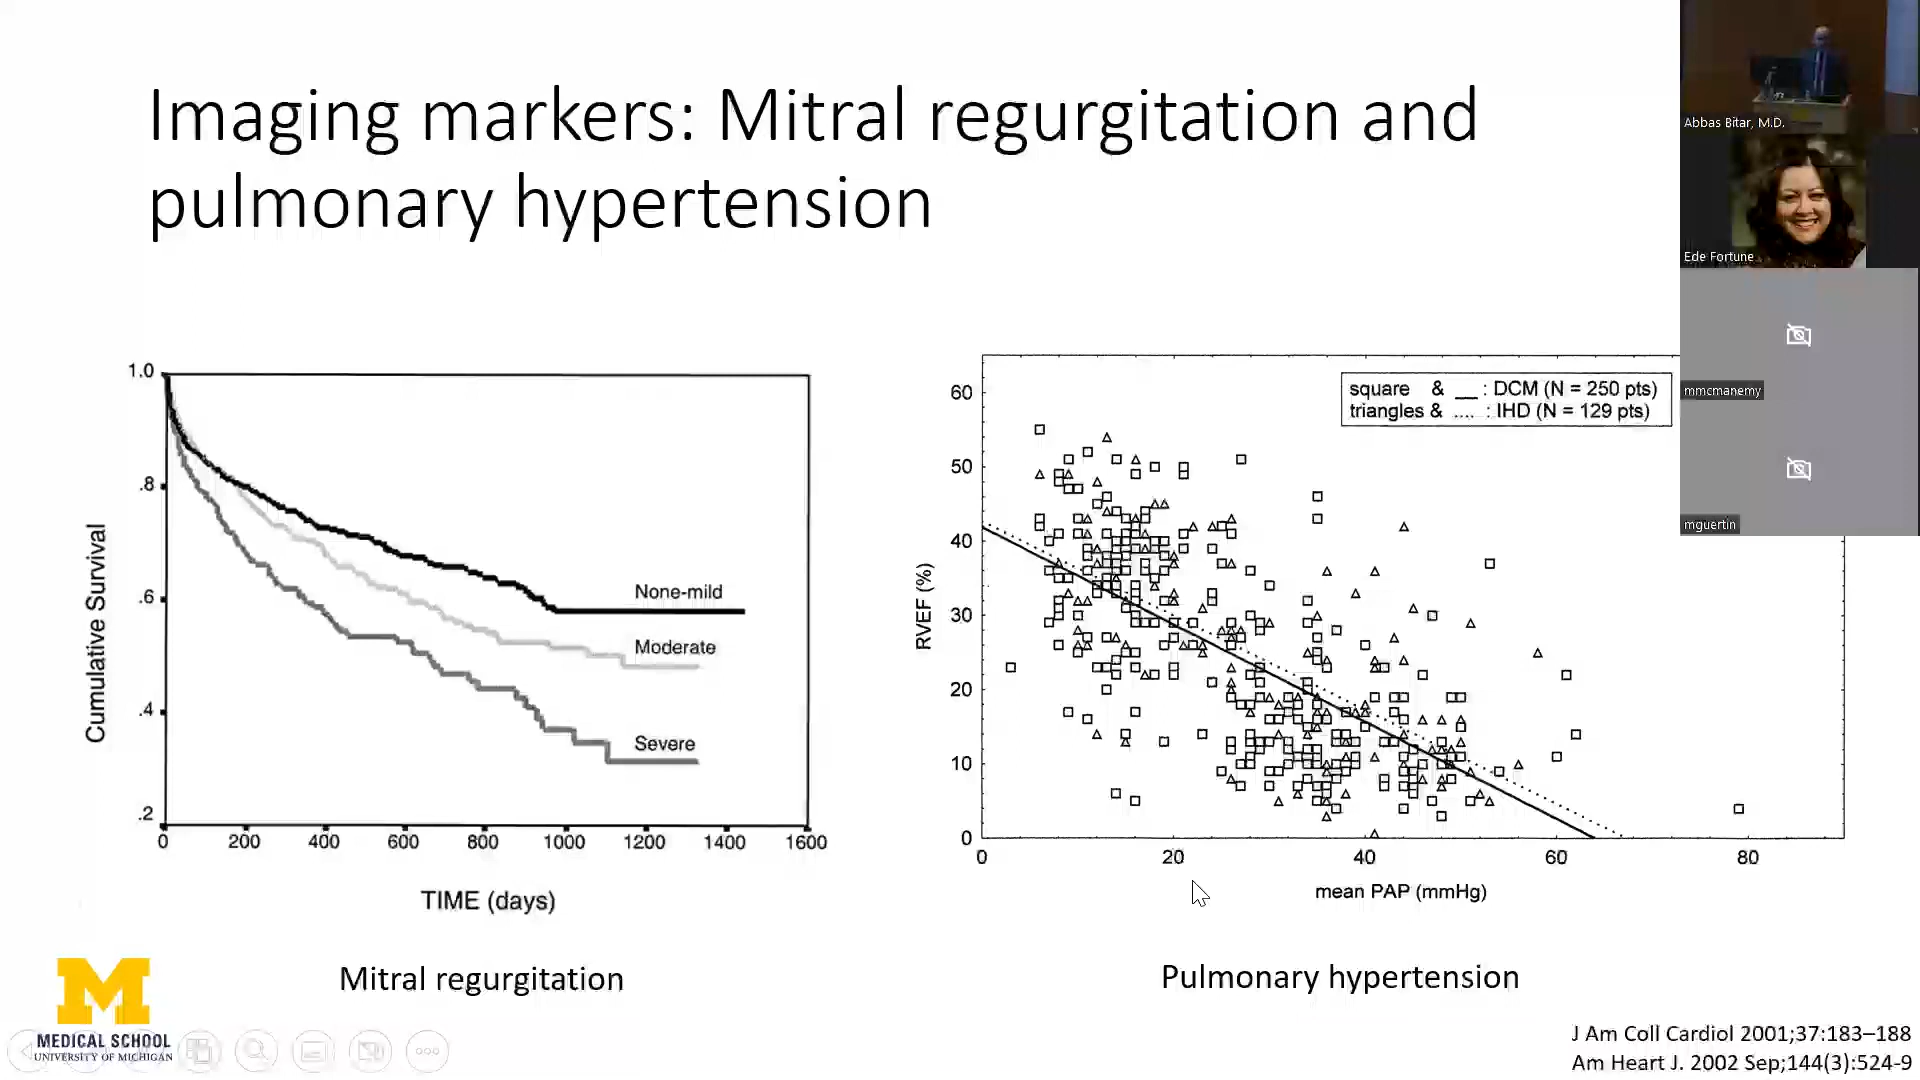 Imaging markers: Mitral regurgitation and
pulmonary hypertension
1.0
.8
.6
.4
.2
Cumulative Survival
None-mild
Moderate
Severe
0 200 400 600 800 1000 1200 1400 1600
TIME (days)
Mitral regurgitation
square & __ : DCM (N = 250 pts)
triangles & .... : IHD (N = 129 pts)
60
50
40
30
20
10
0
RVEF (%)
0 20 40 60 80
mean PAP (mmHg)
Pulmonary hypertension
M
MEDICAL SCHOOL
UNIVERSITY OF MICHIGAN
J Am Coll Cardiol 2001;37:183–188
Am Heart J. 2002 Sep;144(3):524-9
Abbas Bitar, M.D.
Ede Fortune
mmcmanemy
mguertin